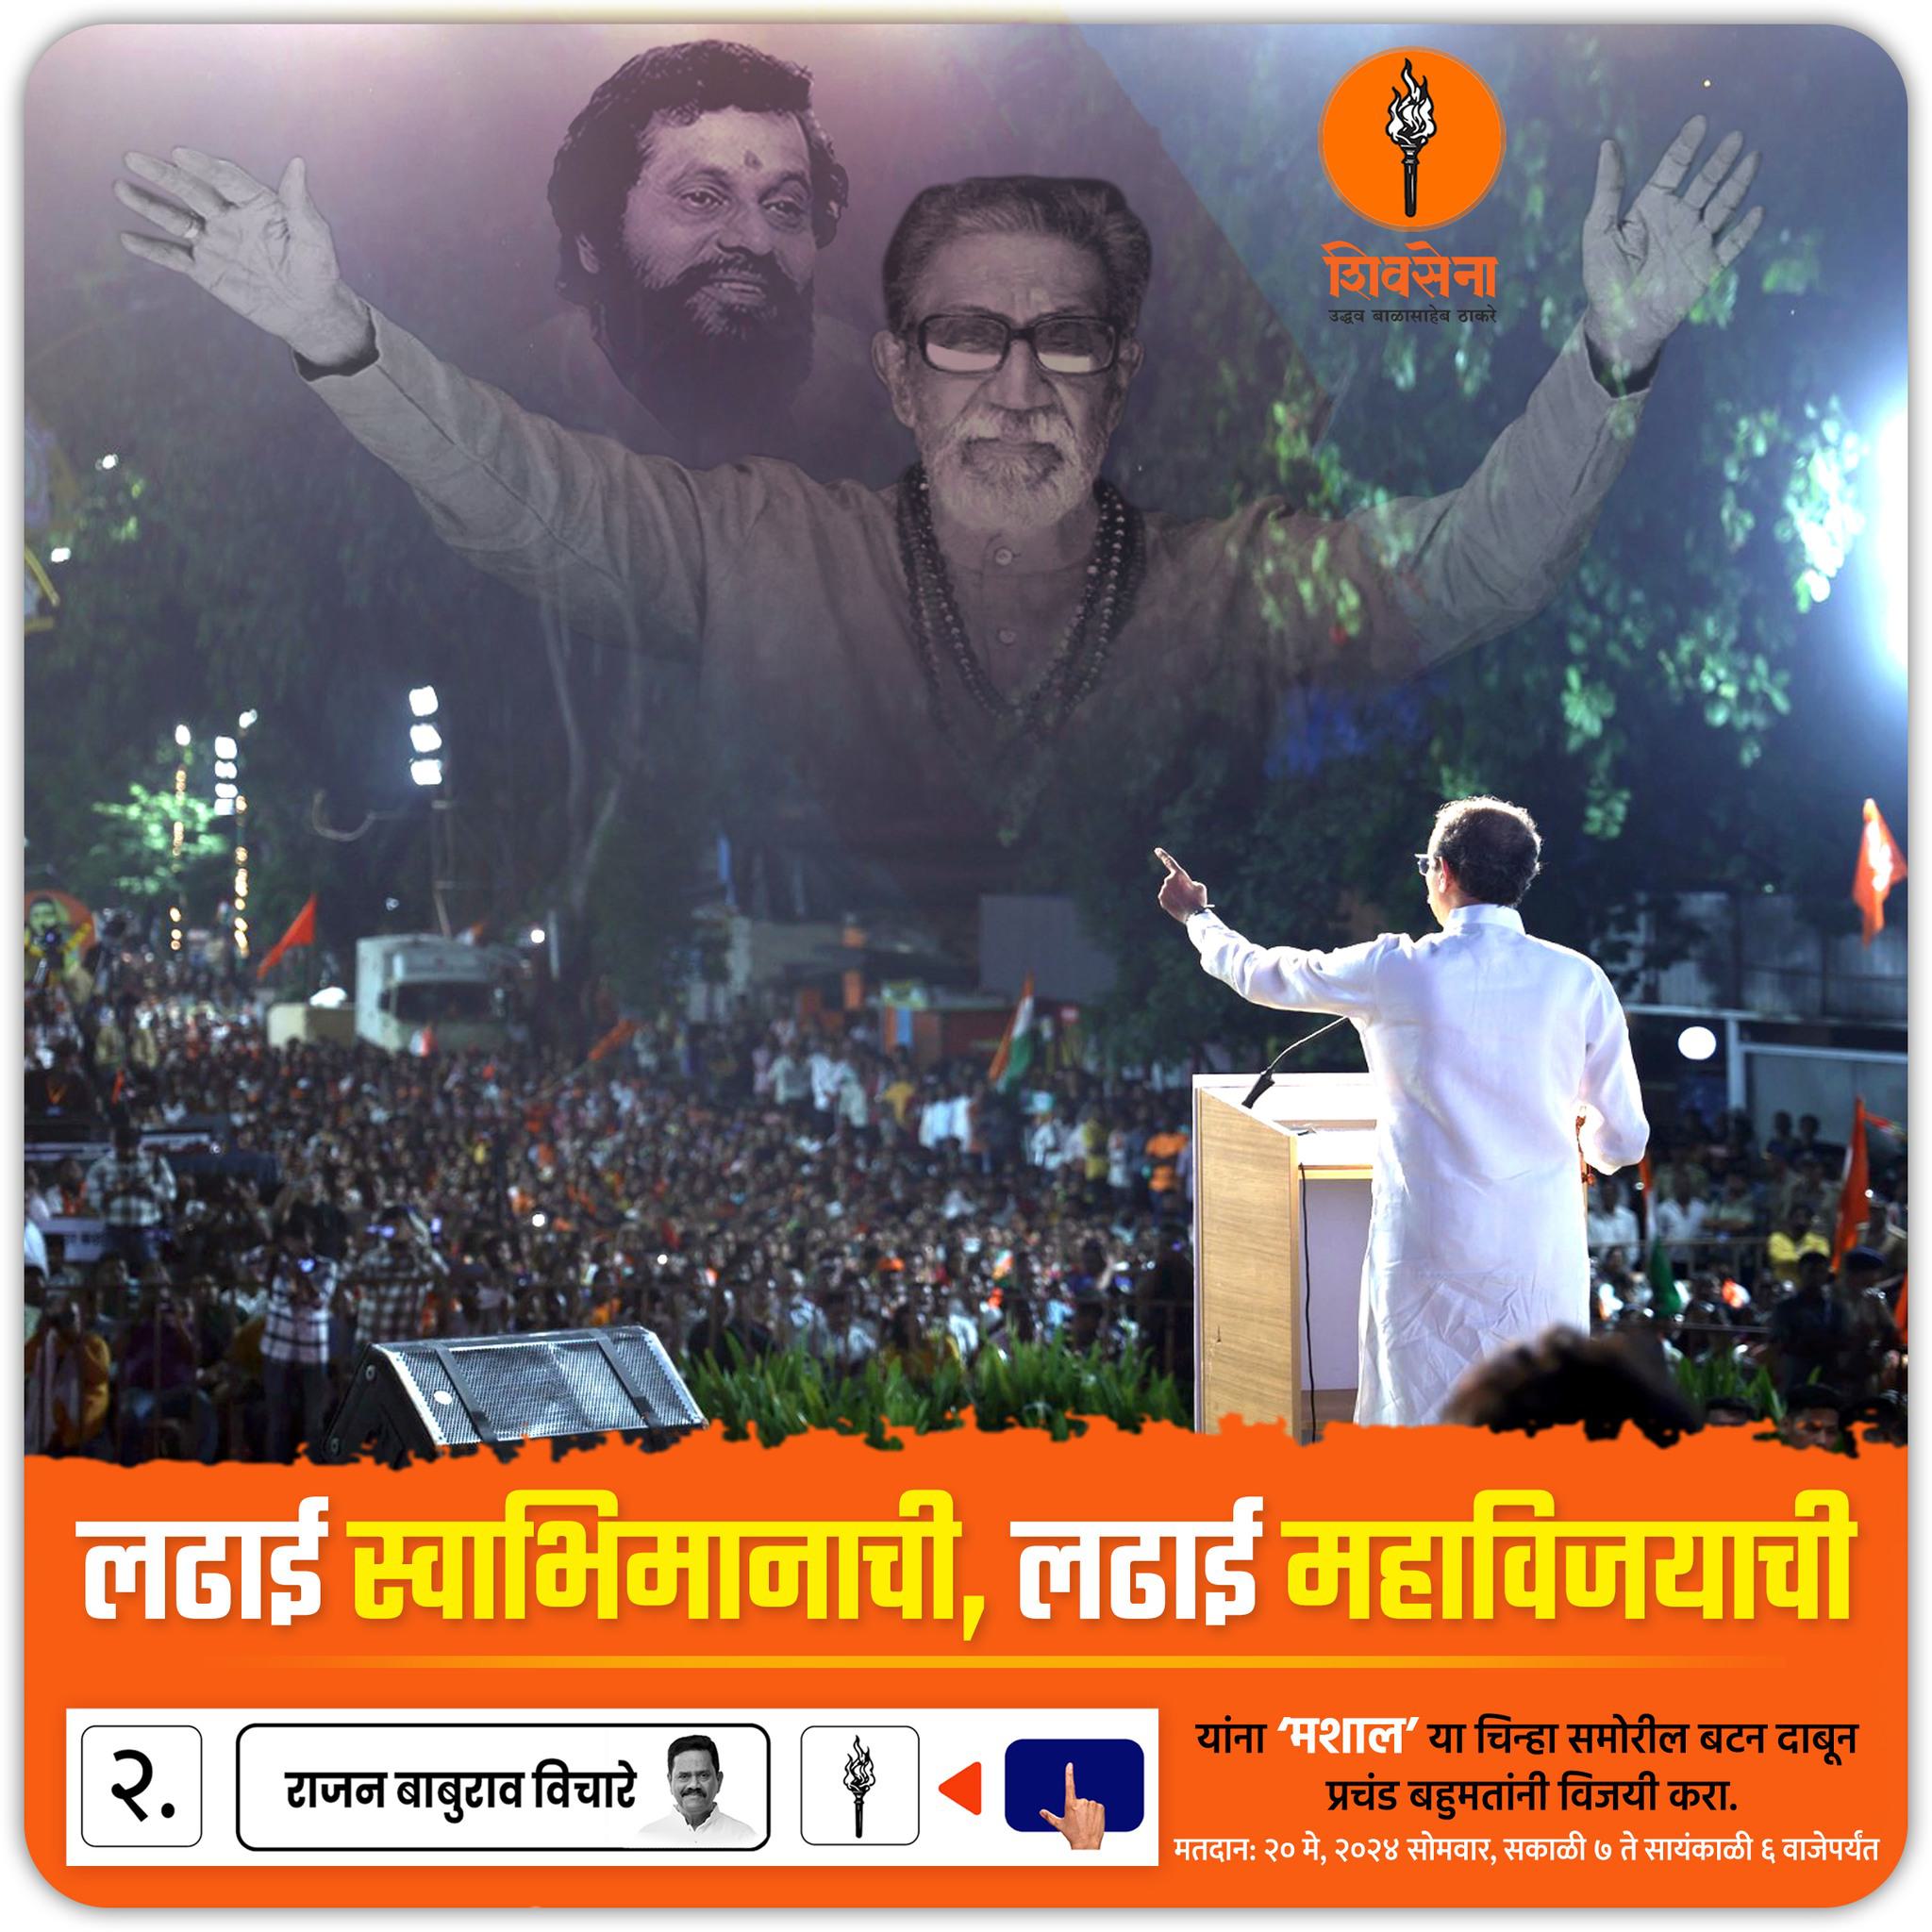 शिवसेना
उद्धव बाळासाहेब ठाकरे
लढाई स्वाभिमानाची, लढाई महाविजयाची
२.
राजन बाबुराव विचारे
यांना ‘मशाल’ या चिन्हा समोरील बटन दाबून
प्रचंड बहुमतांनी विजयी करा.
मतदान: २० मे, २०२४ सोमवार, सकाळी ७ ते सायंकाळी ६ वाजेपर्यंत